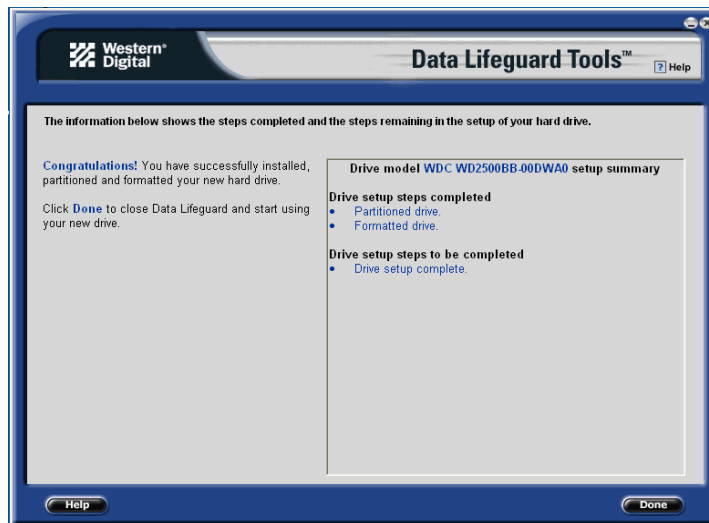 Western®
Digital
Data Lifeguard Tools™
? Help
The information below shows the steps completed and the steps remaining in the setup of your hard drive.
Congratulations! You have successfully installed,
partitioned and formatted your new hard drive.
Click Done to close Data Lifeguard and start using
your new drive.
Drive model WDC WD2500BB-00DWA0 setup summary
Drive setup steps completed
• Partitioned drive.
• Formatted drive.
Drive setup steps to be completed
• Drive setup complete.
Help
Done